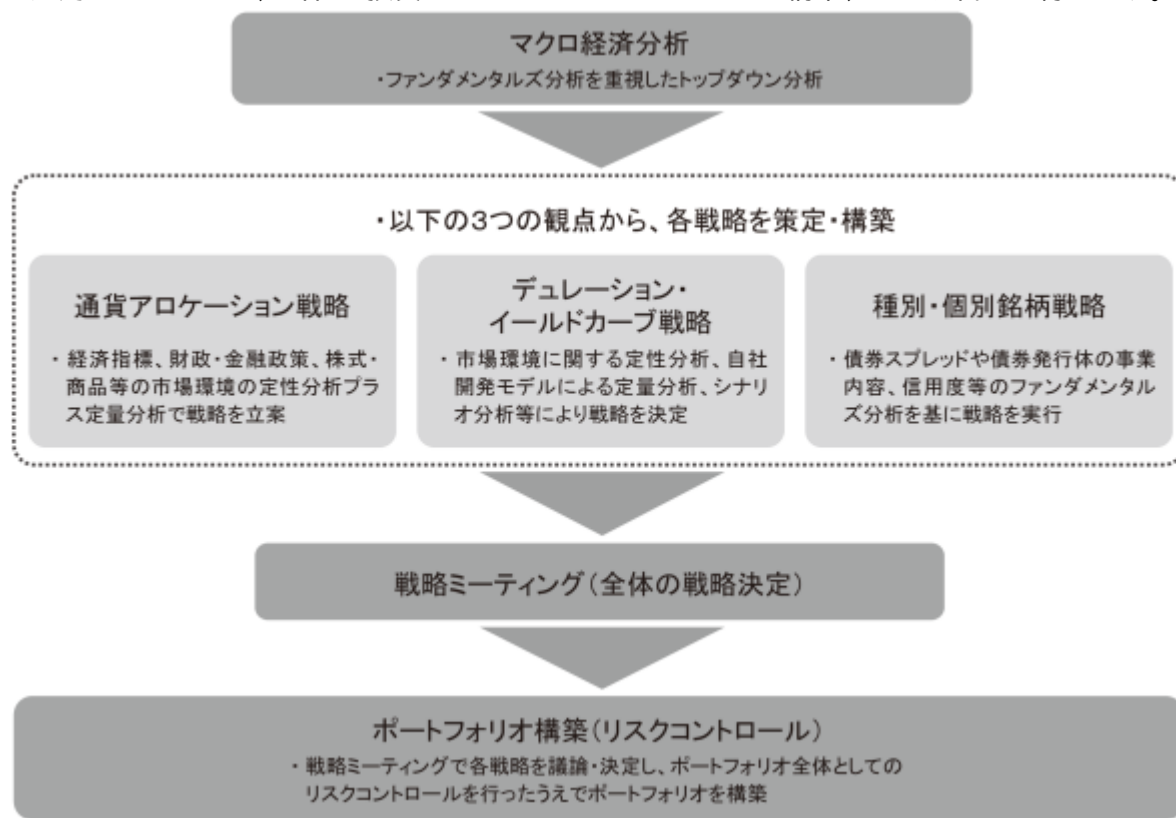 マクロ経済分析
・ファンダメンタルズ分析を重視したトップダウン分析
・以下の3つの観点から、各戦略を策定・構築
通貨アロケーション戦略
・経済指標、財政・金融政策、株式・
商品等の市場環境の定性分析プラ
ス定量分析で戦略を立案
デュレーション・
イールドカーブ戦略
・市場環境に関する定性分析、自社
開発モデルによる定量分析、シナリ
オ分析等により戦略を決定
種別・個別銘柄戦略
・債券スプレッドや債券発行体の事業
内容、信用度等のファンダメンタル
ズ分析を基に戦略を実行
戦略ミーティング(全体の戦略決定)
ポートフォリオ構築(リスクコントロール)
・戦略ミーティングで各戦略を議論・決定し、ポートフォリオ全体としての
リスクコントロールを行ったうえでポートフォリオを構築